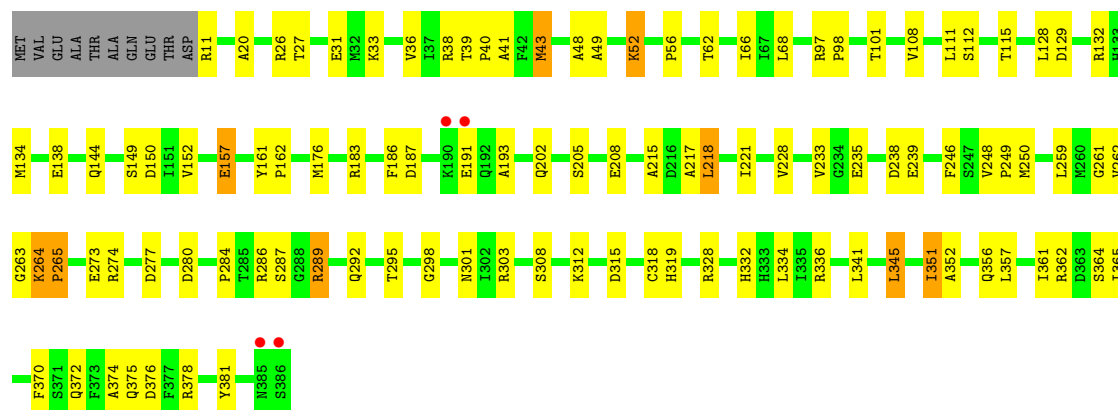 MET VAL GLU ALA THR ALA GLN GLU THR ASP R11 A20 R26 T27 E31 M32 K33 V36 I37 R38 T39 P40 A41 F42 M43 A48 A49 K52 P56 T62 I66 I67 L68 R97 P98 T101 V108 L111 S112 T115 L128 D129 R132 H133
M134 E138 Q144 S149 D150 I151 V152 E157 Y161 P162 M176 R183 F186 D187 K190 E191 Q192 A193 Q202 S205 E208 A215 D216 A217 L218 I221 V228 V233 G234 E235 D238 E239 F246 S247 V248 P249 M250 L259 M260 G261 V262
G263 K264 P265 E273 R274 D277 D280 P284 T285 R286 S287 G288 R289 Q292 T295 G298 N301 I302 R303 S308 K312 D315 C318 H319 R328 H332 H333 L334 I335 R336 L341 L345 I351 A352 Q356 L357 I361 R362 D363 S364 I365
F370 S371 Q372 F373 A374 Q375 D376 F377 R378 Y381 N385 S386